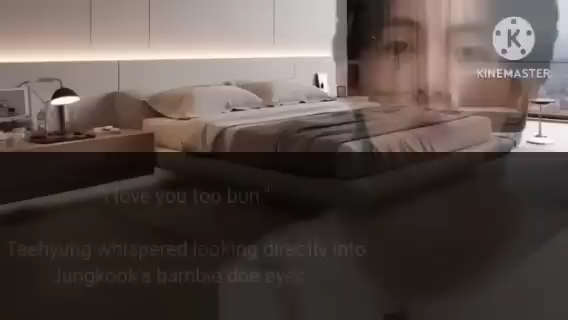 KINEMASTER
"I love you too bun"
Taehyung whispered looking directly into
Jungkook's bambie doe eyes